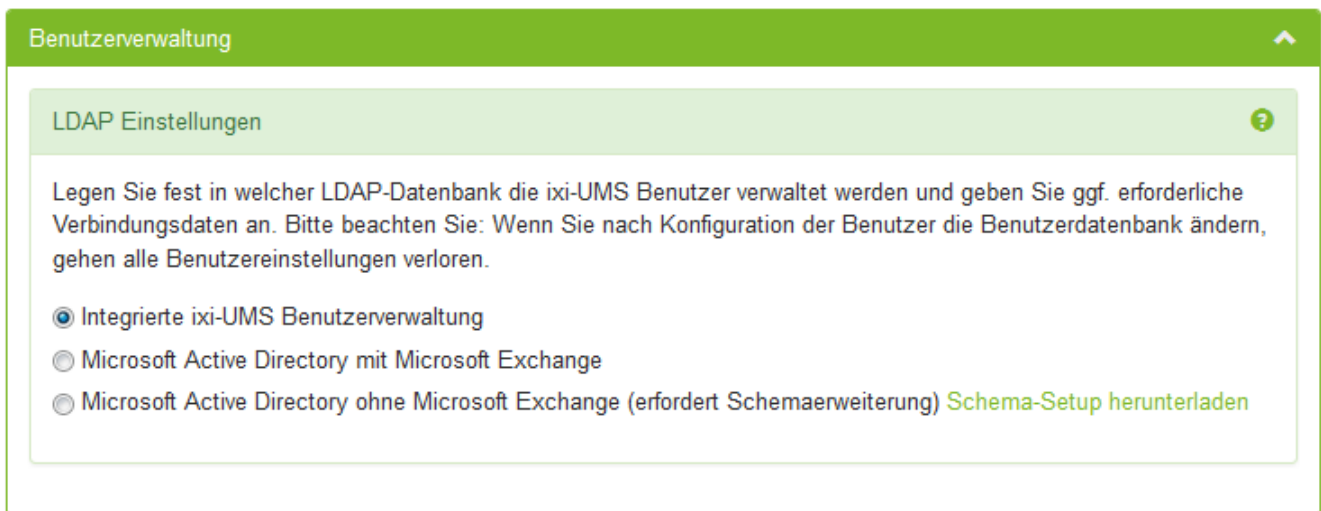 Benutzerverwaltung
LDAP Einstellungen
Legen Sie fest in welcher LDAP-Datenbank die ixi-UMS Benutzer verwaltet werden und geben Sie ggf. erforderliche
Verbindungsdaten an. Bitte beachten Sie: Wenn Sie nach Konfiguration der Benutzer die Benutzerdatenbank ändern,
gehen alle Benutzereinstellungen verloren.
Integrierte ixi-UMS Benutzerverwaltung
Microsoft Active Directory mit Microsoft Exchange
Microsoft Active Directory ohne Microsoft Exchange (erfordert Schemaerweiterung) Schema-Setup herunterladen